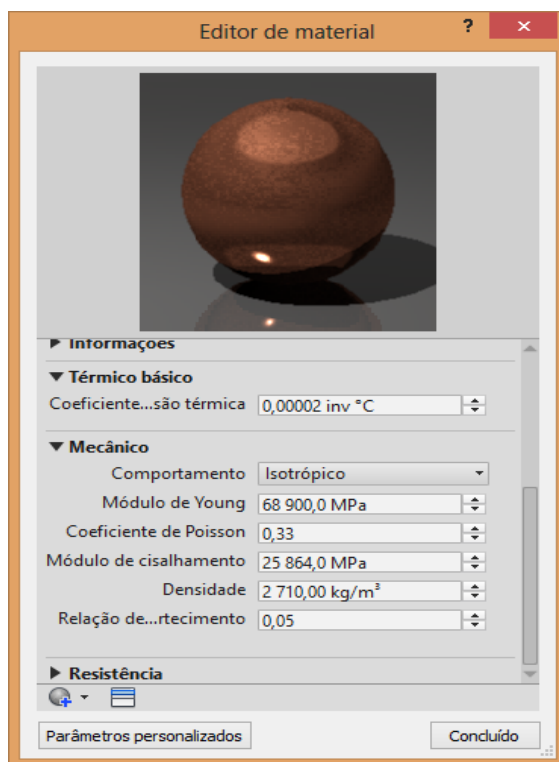 Editor de material
?
×
Informações
Térmico básico
Coeficiente...são térmica 0,00002 inv °C
Mecânico
Comportamento Isotrópico
Módulo de Young 68 900,0 MPa
Coeficiente de Poisson 0,33
Módulo de cisalhamento 25 864,0 MPa
Densidade 2 710,00 kg/m³
Relação de...rtecimento 0,05
Resistência
Parâmetros personalizados Concluído